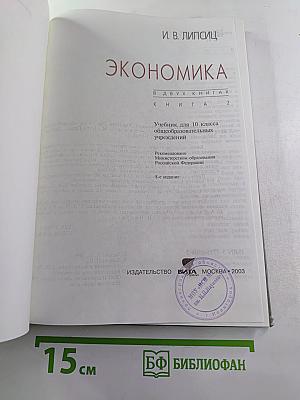 И. В. ЛИПСИЦ
ЭКОНОМИКА
В ДВУХ КНИГАХ
КНИГА 2
Учебник для 10 класса
общеобразовательных
учреждений
Рекомендовано
Министерством образования
Российской Федерации
ИЗДАТЕЛЬСТВО ВИТА МОСКВА • 2003
15 см
БФ БИБЛИОФАН